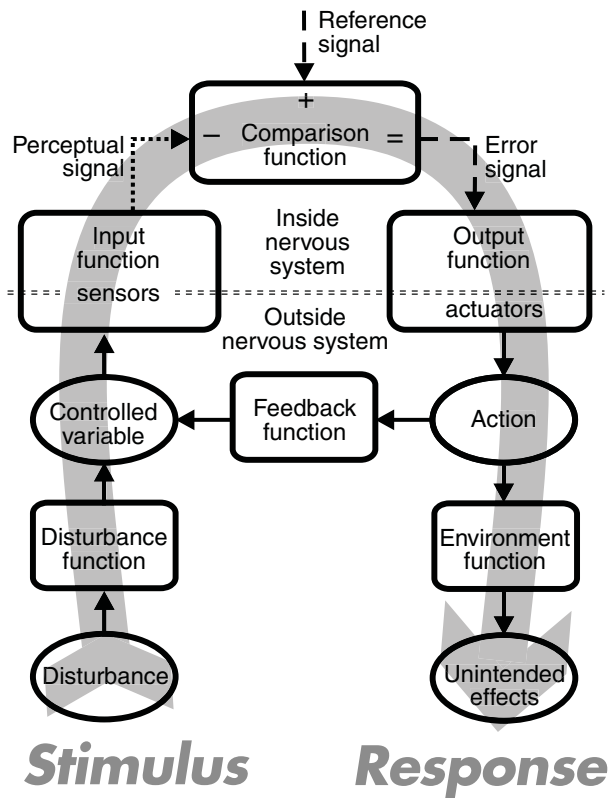 Reference
signal
+
− Comparison =
function
Perceptual
signal
Error
signal
Input
function
sensors
Inside
nervous
system
Output
function
actuators
Outside
nervous system
Controlled
variable
Feedback
function
Action
Disturbance
function
Environment
function
Disturbance
Unintended
effects
Stimulus
Response